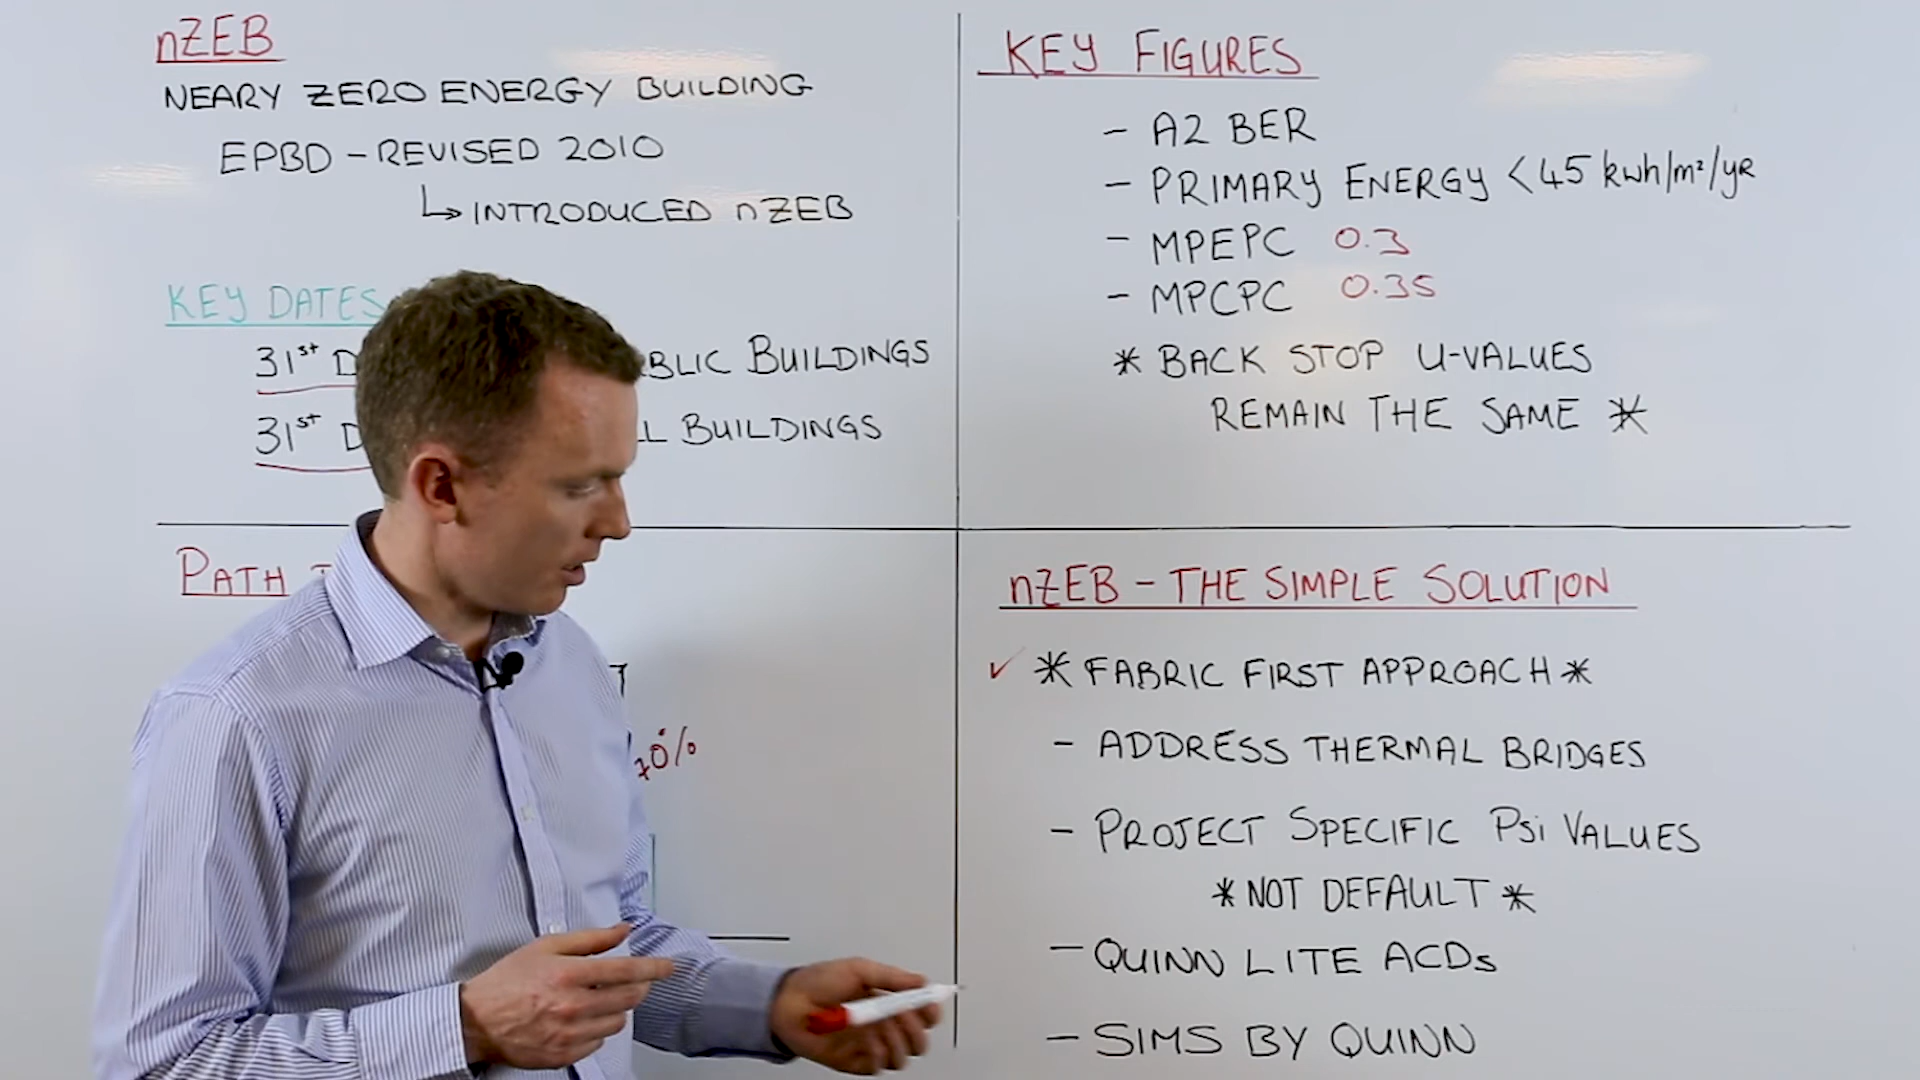 nZEB
NEARY ZERO ENERGY BUILDING
EPBD - REVISED 2010
↳ INTRODUCED nZEB
KEY DATES
31st D BLIC BUILDINGS
31st D L BUILDINGS
KEY FIGURES
- A2 BER
- PRIMARY ENERGY < 45 kwh/m²/yR
- MPEPC 0.3
- MPCPC 0.35
* BACK STOP U-VALUES
REMAIN THE SAME *
PATH
70%
nZEB - THE SIMPLE SOLUTION
✓ * FABRIC FIRST APPROACH *
- ADDRESS THERMAL BRIDGES
- PROJECT SPECIFIC Psi VALUES
* NOT DEFAULT *
- QUINN LITE ACDs
- SIMS BY QUINN